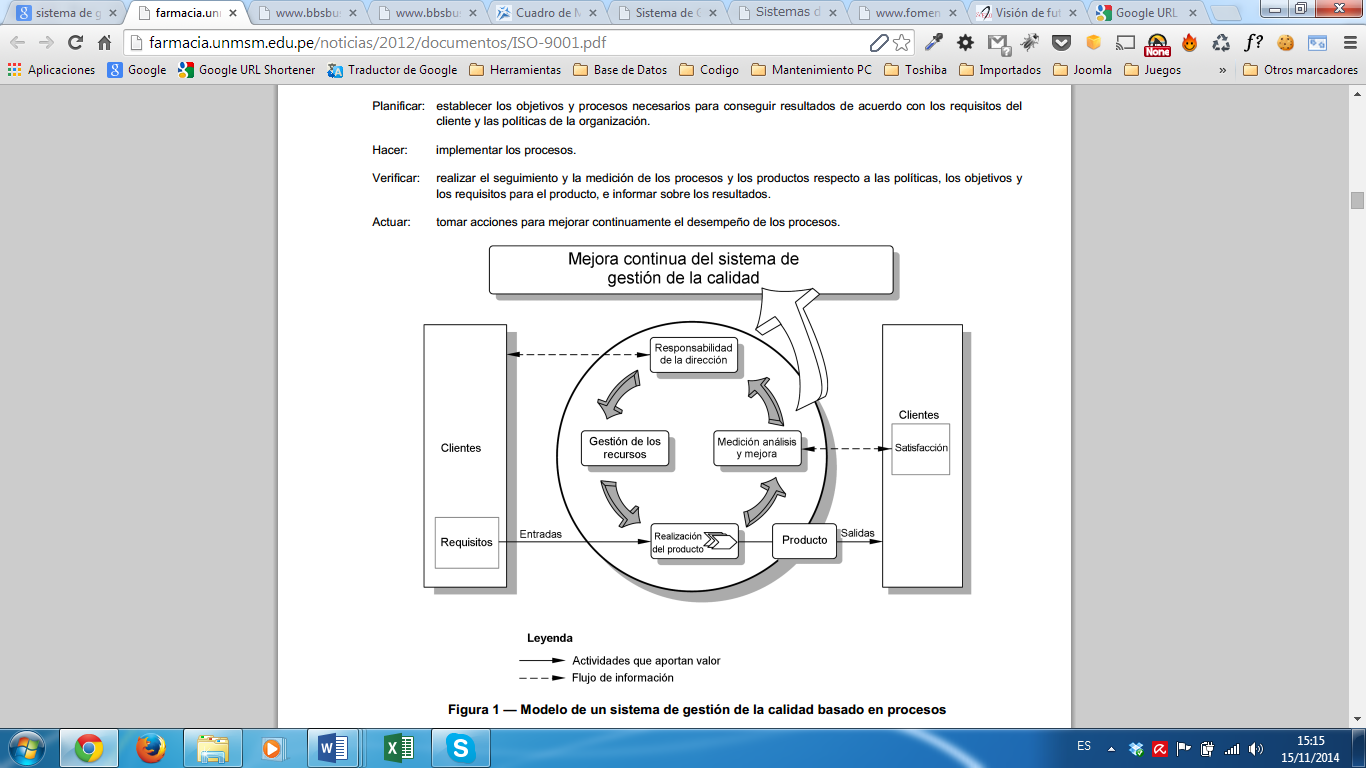 sistema de g
farmacia.unm
www.bbsbus
www.bbsbus
Cuadro de M
Sistema de G
Sistemas d
www.fomen
Visión de fut
Google URL
farmacia.unmsm.edu.pe/noticias/2012/documentos/ISO-9001.pdf
Aplicaciones Google Google URL Shortener Traductor de Google Herramientas Base de Datos Codigo Mantenimiento PC Toshiba Importados Joomla Juegos » Otros marcadores
Planificar: establecer los objetivos y procesos necesarios para conseguir resultados de acuerdo con los requisitos del
cliente y las políticas de la organización.
Hacer: implementar los procesos.
Verificar: realizar el seguimiento y la medición de los procesos y los productos respecto a las políticas, los objetivos y
los requisitos para el producto, e informar sobre los resultados.
Actuar: tomar acciones para mejorar continuamente el desempeño de los procesos.
Mejora continua del sistema de
gestión de la calidad
Responsabilidad
de la dirección
Clientes
Gestión de los
recursos
Medición análisis
y mejora
Clientes
Satisfacción
Requisitos
Entradas
Realización
del producto
Producto
Salidas
Leyenda
Actividades que aportan valor
Flujo de información
Figura 1 — Modelo de un sistema de gestión de la calidad basado en procesos
ES
15:15
15/11/2014